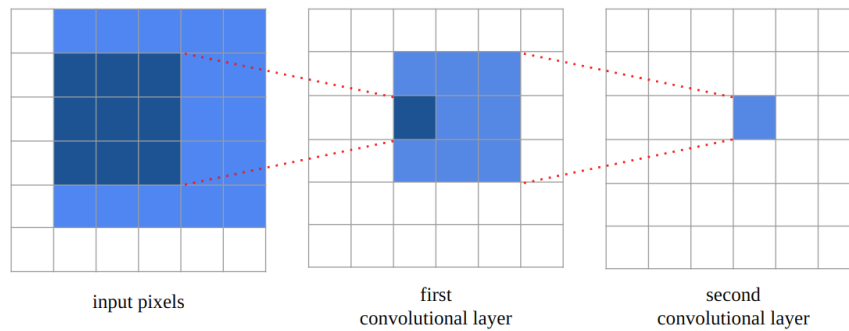 input pixels
first
convolutional layer
second
convolutional layer